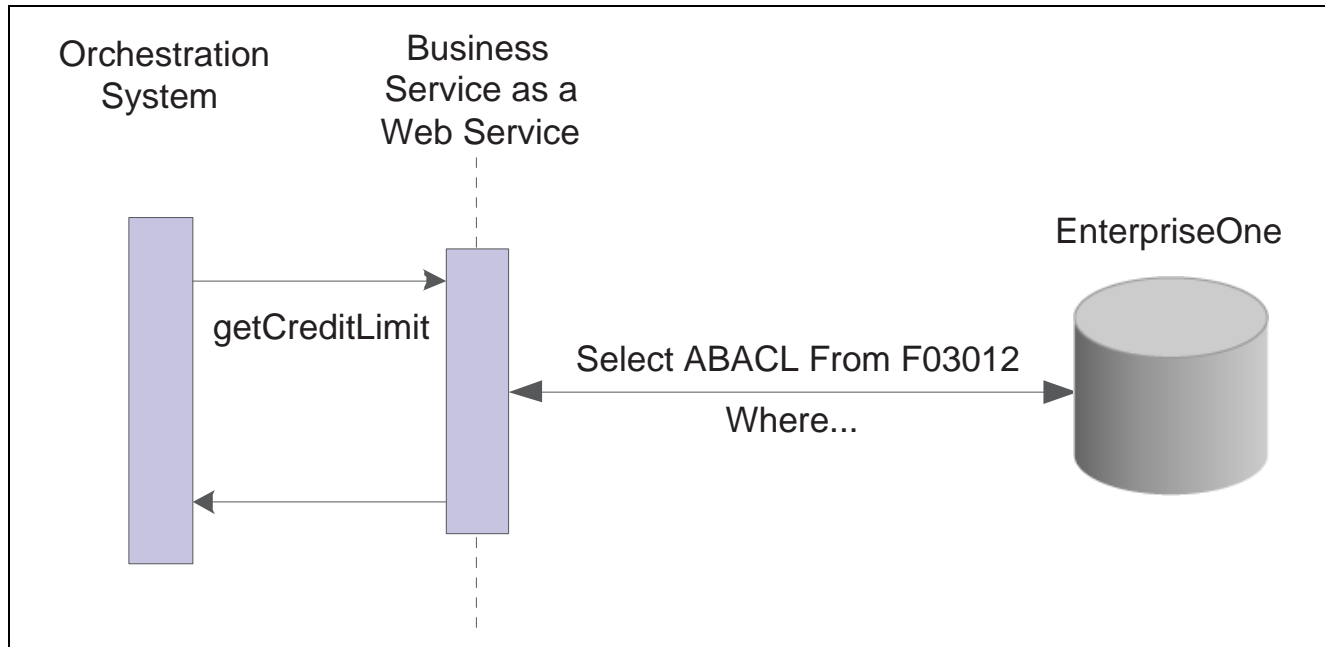 Orchestration
System
Business
Service as a
Web Service
EnterpriseOne
getCreditLimit
Select ABACL From F03012
Where...